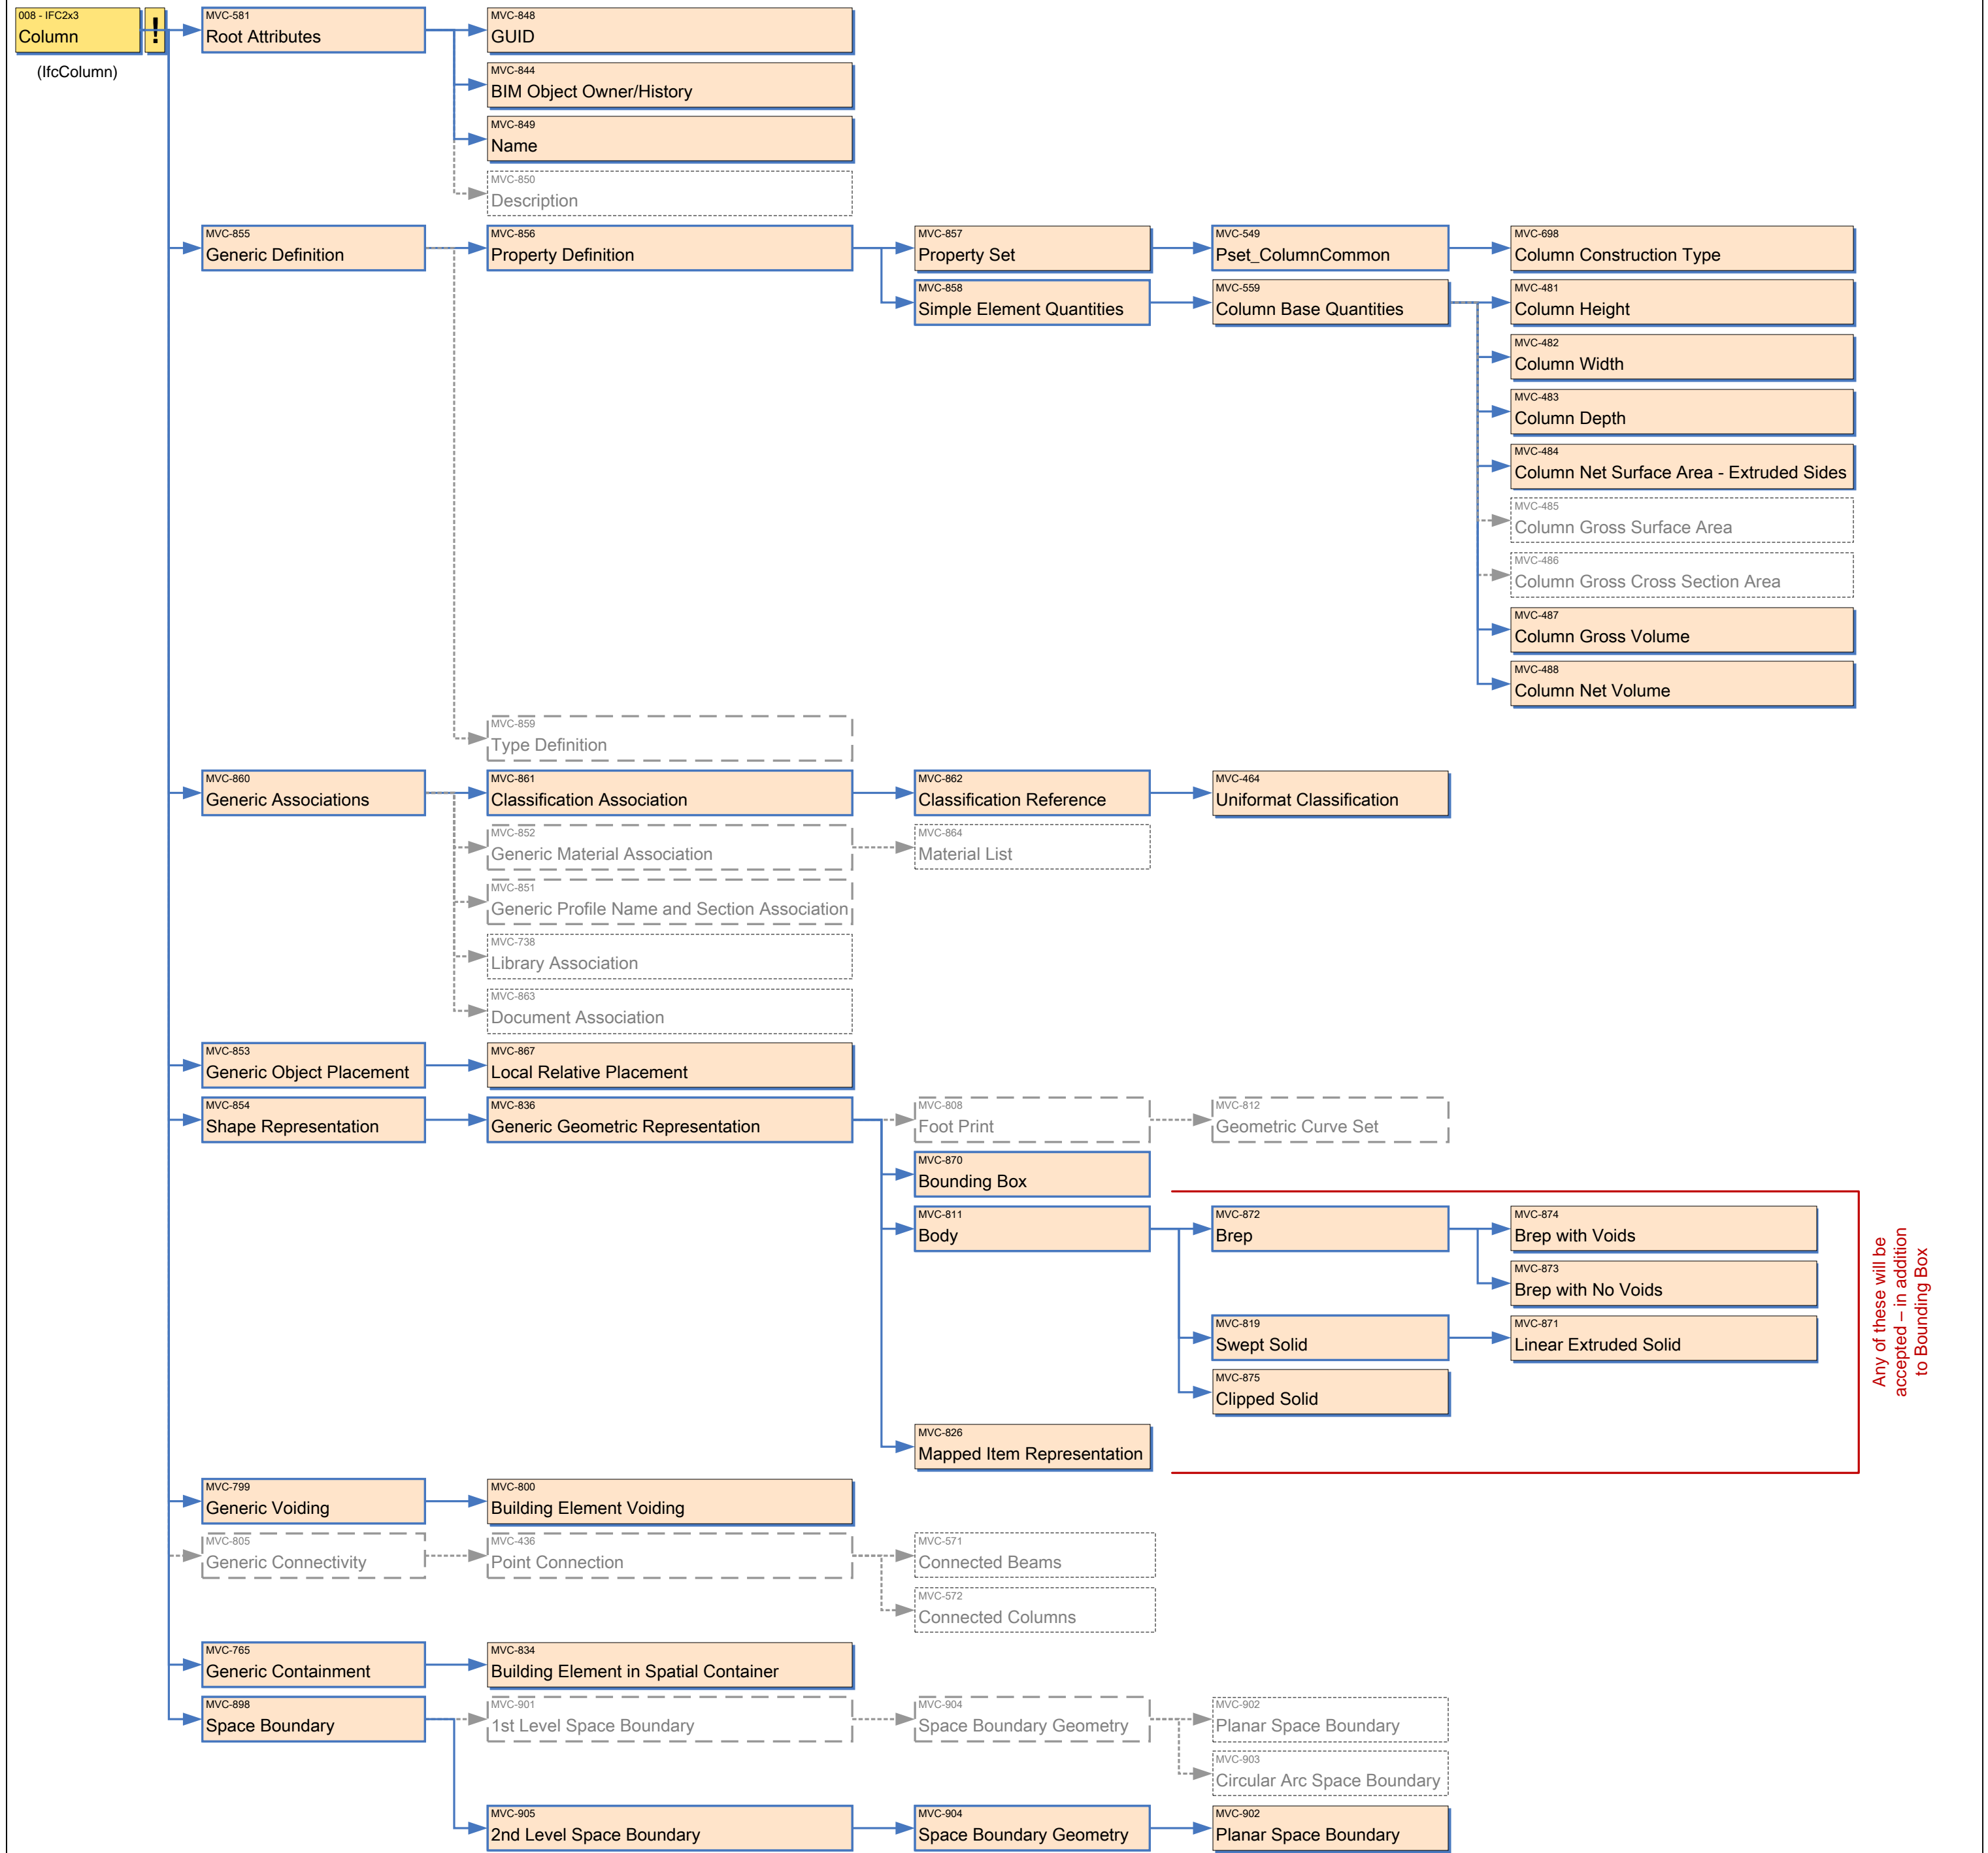 008 - IFC2x3
Column
!
(IfcColumn)
MVC-581
Root Attributes
MVC-848
GUID
MVC-844
BIM Object Owner/History
MVC-849
Name
MVC-850
Description
MVC-855
Generic Definition
MVC-856
Property Definition
MVC-857
Property Set
MVC-549
Pset_ColumnCommon
MVC-698
Column Construction Type
MVC-858
Simple Element Quantities
MVC-559
Column Base Quantities
MVC-481
Column Height
MVC-482
Column Width
MVC-483
Column Depth
MVC-484
Column Net Surface Area - Extruded Sides
MVC-485
Column Gross Surface Area
MVC-486
Column Gross Cross Section Area
MVC-487
Column Gross Volume
MVC-488
Column Net Volume
MVC-859
Type Definition
MVC-860
Generic Associations
MVC-861
Classification Association
MVC-862
Classification Reference
MVC-464
Uniformat Classification
MVC-852
Generic Material Association
MVC-864
Material List
MVC-851
Generic Profile Name and Section Association
MVC-738
Library Association
MVC-863
Document Association
MVC-853
Generic Object Placement
MVC-867
Local Relative Placement
MVC-854
Shape Representation
MVC-836
Generic Geometric Representation
MVC-808
Foot Print
MVC-812
Geometric Curve Set
MVC-870
Bounding Box
MVC-811
Body
MVC-872
Brep
MVC-874
Brep with Voids
MVC-873
Brep with No Voids
MVC-819
Swept Solid
MVC-871
Linear Extruded Solid
MVC-875
Clipped Solid
MVC-826
Mapped Item Representation
Any of these will be
accepted – in addition
to Bounding Box
MVC-799
Generic Voiding
MVC-800
Building Element Voiding
MVC-805
Generic Connectivity
MVC-436
Point Connection
MVC-571
Connected Beams
MVC-572
Connected Columns
MVC-765
Generic Containment
MVC-834
Building Element in Spatial Container
MVC-898
Space Boundary
MVC-901
1st Level Space Boundary
MVC-904
Space Boundary Geometry
MVC-902
Planar Space Boundary
MVC-903
Circular Arc Space Boundary
MVC-905
2nd Level Space Boundary
MVC-904
Space Boundary Geometry
MVC-902
Planar Space Boundary